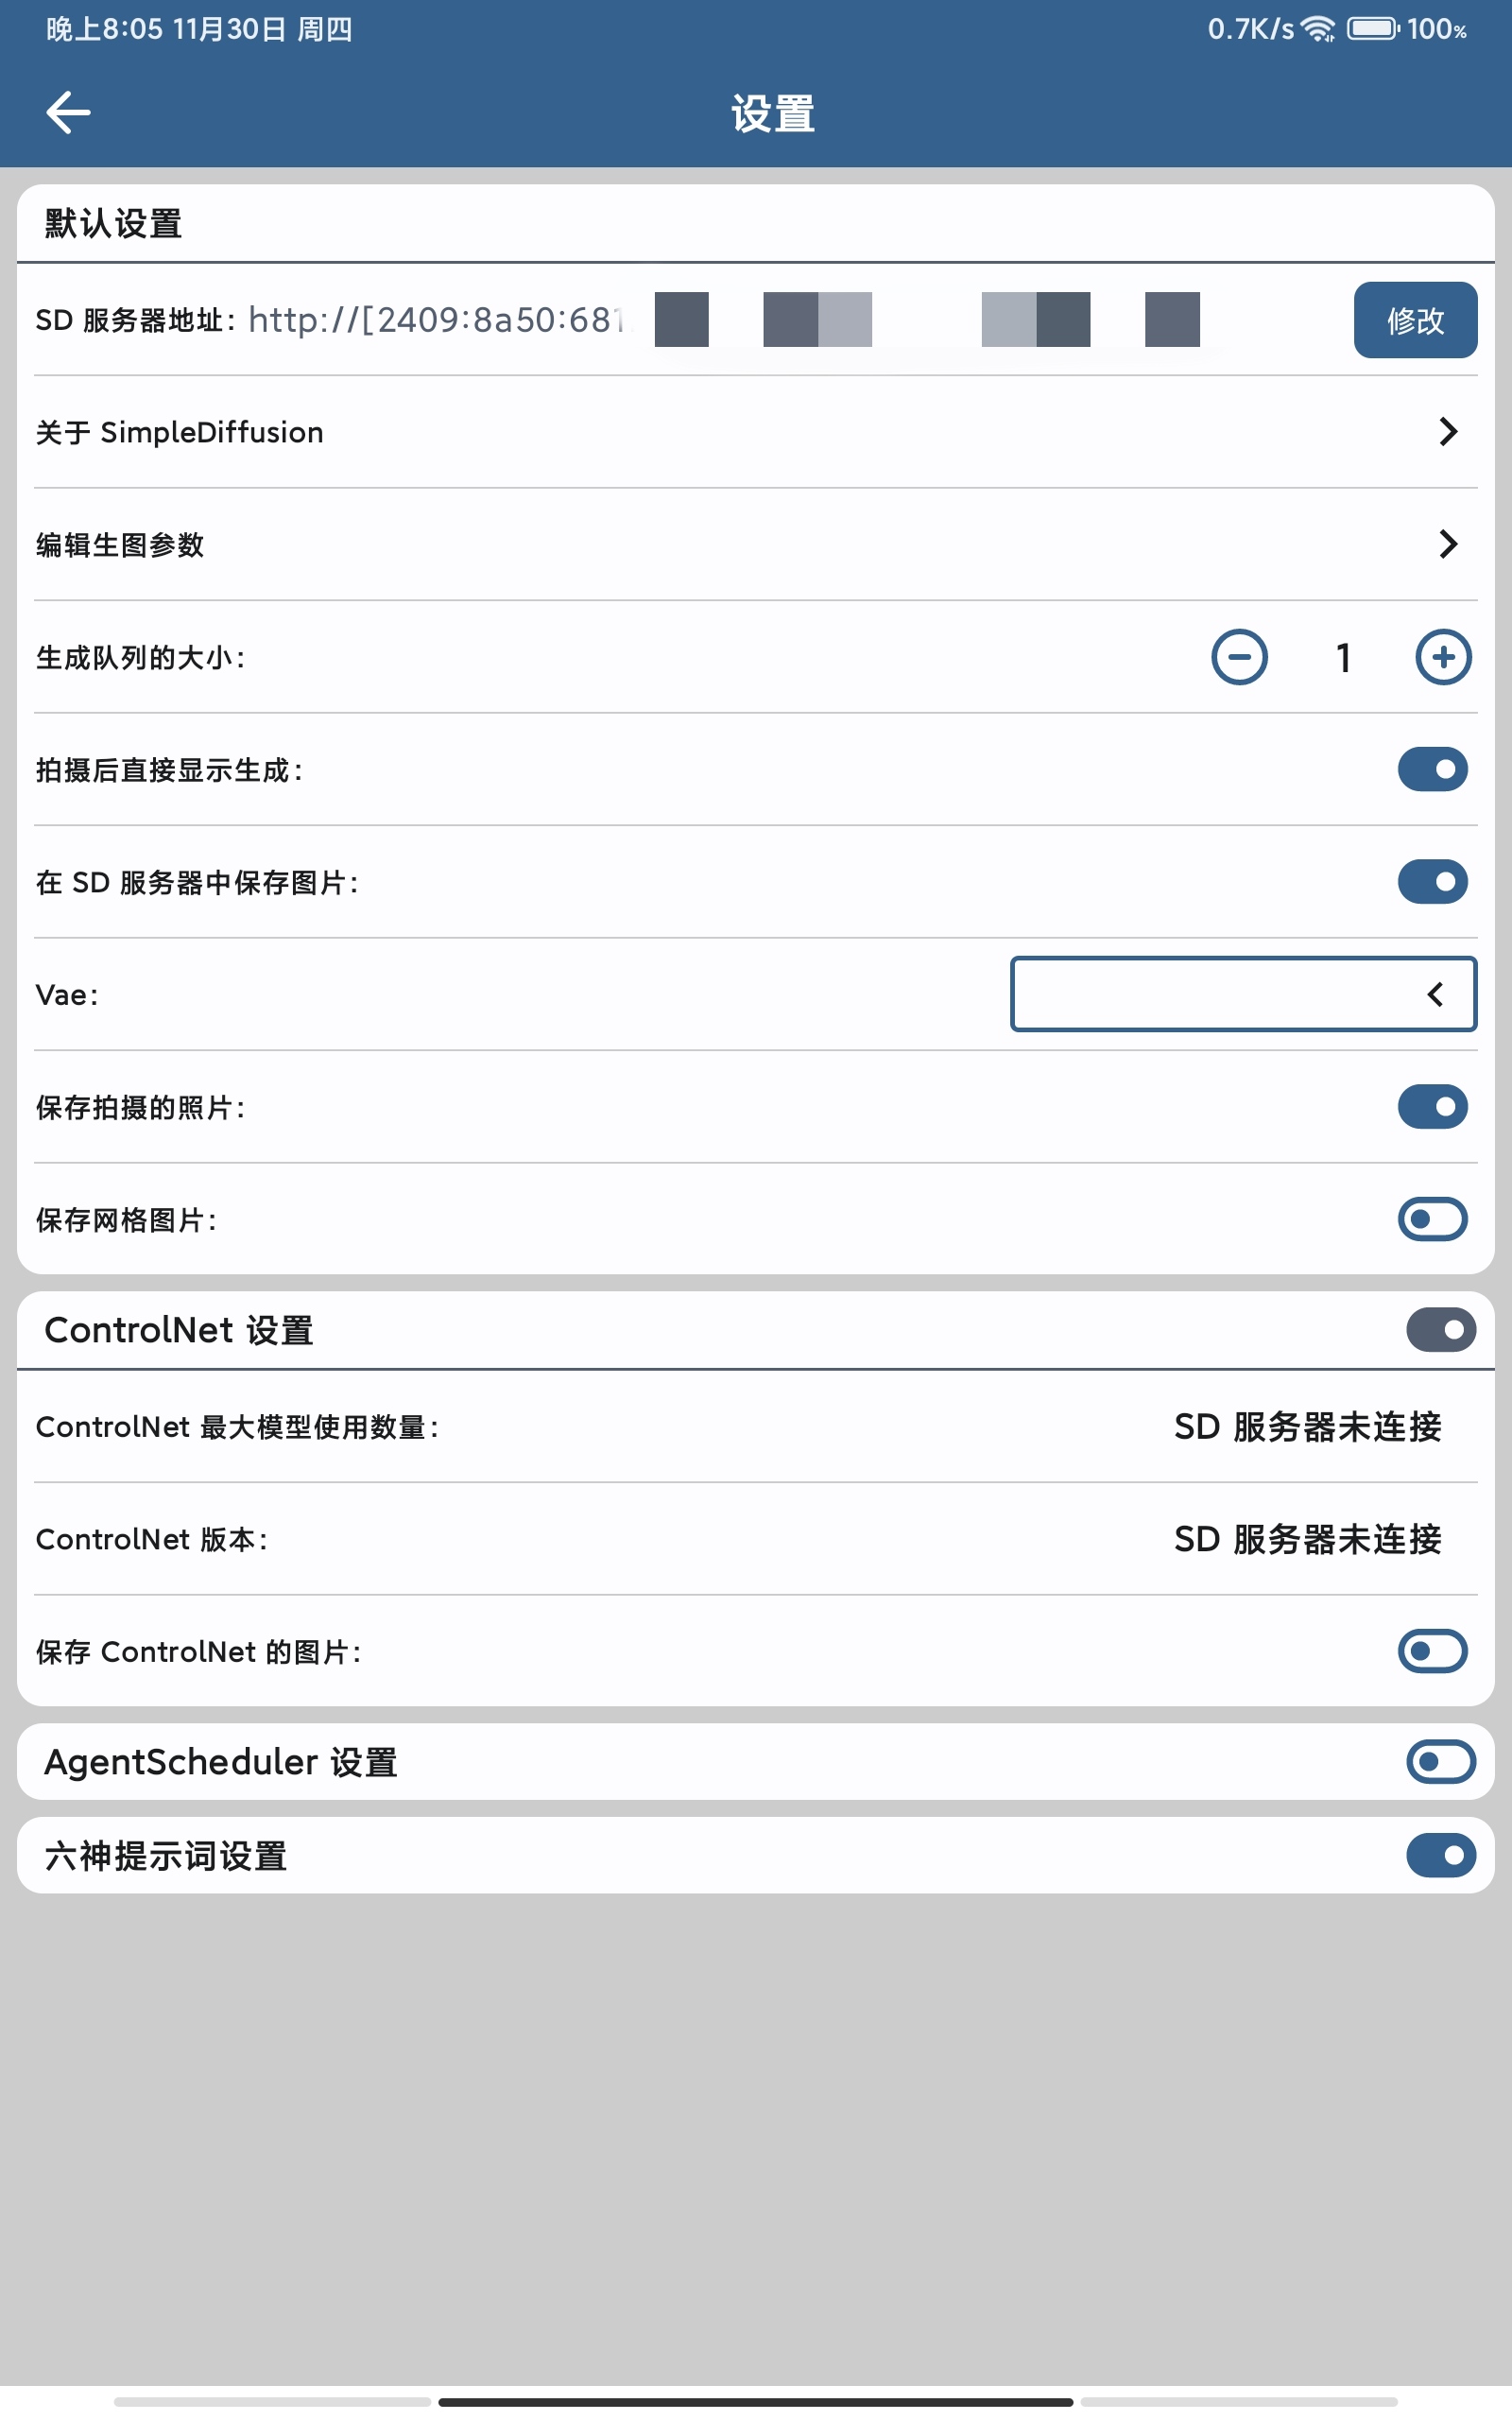 晚上8:05 11月30日 周四
0.7K/s 100%
设置
默认设置
SD 服务器地址: http://[2409:8a50:681
修改
关于 SimpleDiffusion
编辑生图参数
生成队列的大小:
1
拍摄后直接显示生成:
在 SD 服务器中保存图片:
Vae:
保存拍摄的照片:
保存网格图片:
ControlNet 设置
ControlNet 最大模型使用数量:
SD 服务器未连接
ControlNet 版本:
SD 服务器未连接
保存 ControlNet 的图片:
AgentScheduler 设置
六神提示词设置